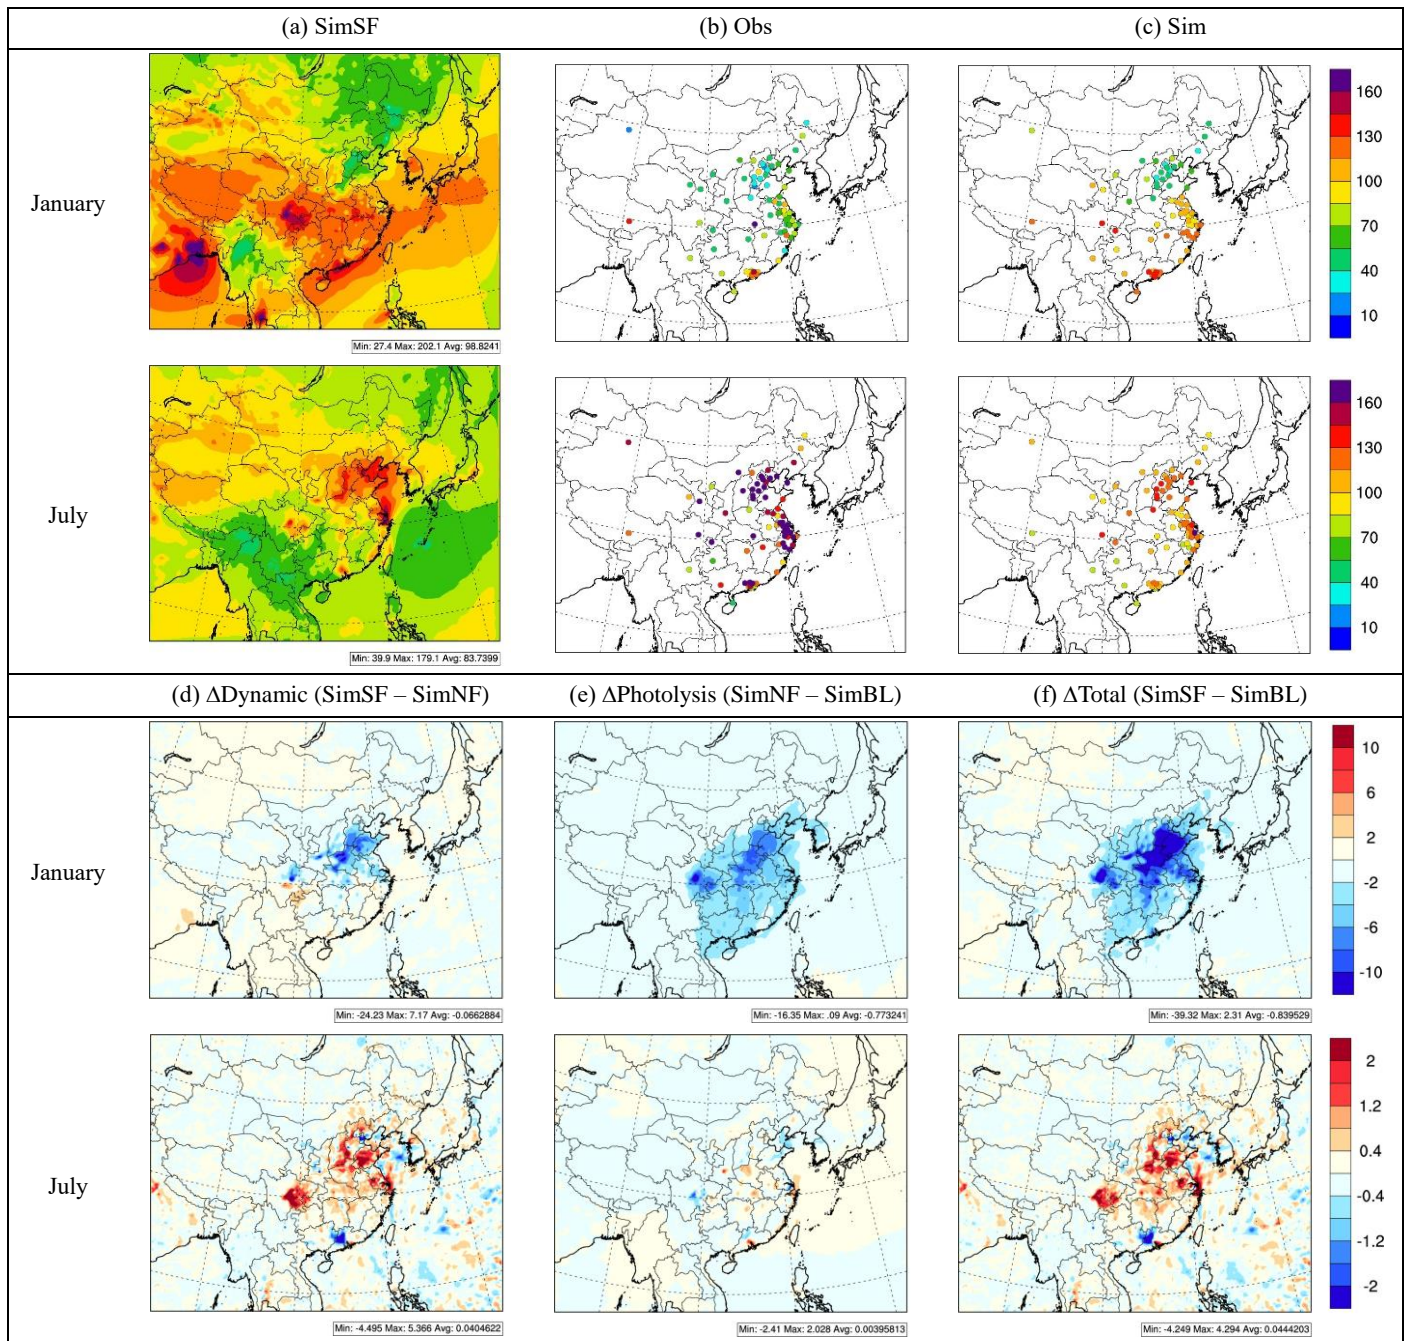 (a) SimSF
(b) Obs
(c) Sim
January
160
130
100
70
40
10
Min: 27.4 Max: 202.1 Avg: 98.8241
July
160
130
100
70
40
10
Min: 39.9 Max: 179.1 Avg: 83.7399
(d) ΔDynamic (SimSF – SimNF)
(e) ΔPhotolysis (SimNF – SimBL)
(f) ΔTotal (SimSF – SimBL)
January
10
6
2
-2
-6
-10
Min: -24.23 Max: 7.17 Avg: -0.0662884
Min: -16.35 Max: .09 Avg: -0.773241
Min: -39.32 Max: 2.31 Avg: -0.839529
July
2
1.2
0.4
-0.4
-1.2
-2
Min: -4.495 Max: 5.366 Avg: 0.0404622
Min: -2.41 Max: 2.028 Avg: 0.00395813
Min: -4.249 Max: 4.294 Avg: 0.0444203